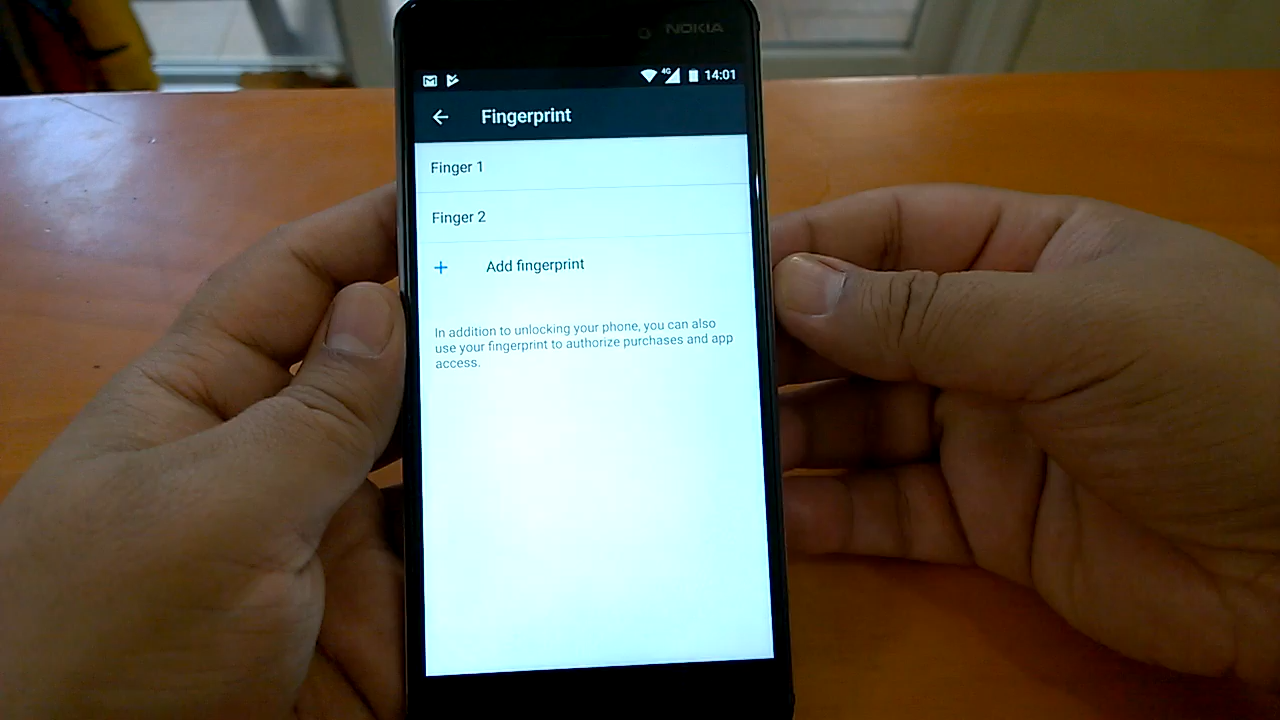 NOKIA
4G 14:01
Fingerprint
Finger 1
Finger 2
+ Add fingerprint
In addition to unlocking your phone, you can also
use your fingerprint to authorize purchases and app
access.